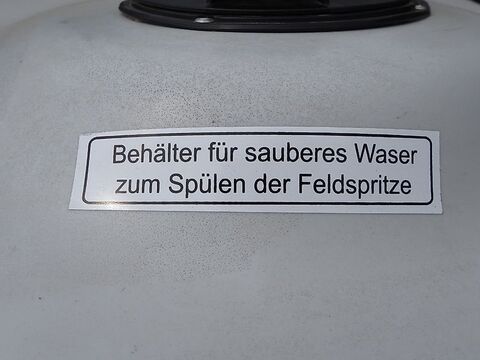 Behälter für sauberes Waser
zum Spülen der Feldspritze